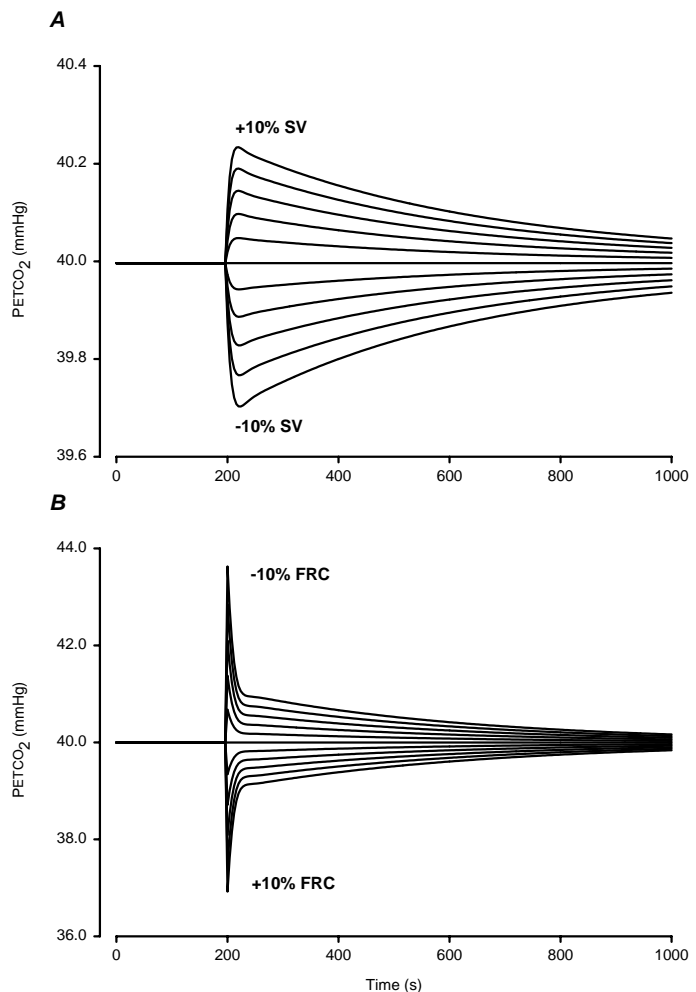 A
40.4
+10% SV
40.2
PETCO2 (mmHg)
40.0
39.8
-10% SV
39.6
0 200 400 600 800 1000
B
44.0
-10% FRC
42.0
PETCO2 (mmHg)
40.0
38.0
+10% FRC
36.0
0 200 400 600 800 1000
Time (s)